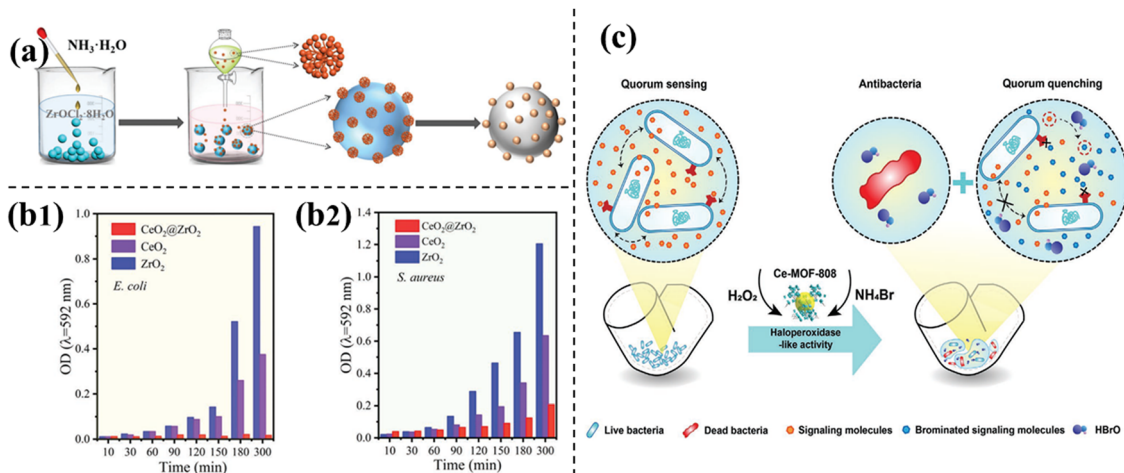 (a)
NH₃·H₂O
ZrOCl₂·8H₂O
(b1)
OD (λ=592 nm)
1.0
0.8
0.6
0.4
0.2
0.0
CeO₂@ZrO₂
CeO₂
ZrO₂
E. coli
10 30 60 90 120 150 180 300
Time (min)
(b2)
OD (λ=592 nm)
1.4
1.2
1.0
0.8
0.6
0.4
0.2
0.0
CeO₂@ZrO₂
CeO₂
ZrO₂
S. aureus
10 30 60 90 120 150 180 300
Time (min)
(c)
Quorum sensing
Antibacteria
Quorum quenching
Ce-MOF-808
H₂O₂
NH₄Br
Haloperoxidase
-like activity
Live bacteria
Dead bacteria
Signaling molecules
Brominated signaling molecules
HBrO